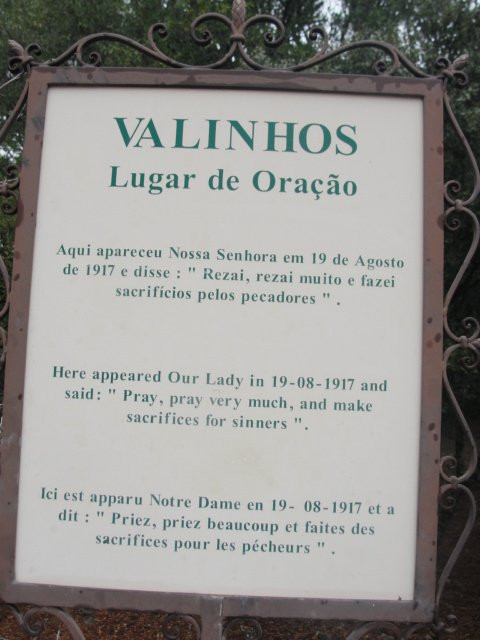 VALINHOS
Lugar de Oração
Aqui apareceu Nossa Senhora em 19 de Agosto
de 1917 e disse : " Rezai, rezai muito e fazei
sacrifícios pelos pecadores " .
Here appeared Our Lady in 19-08-1917 and
said: " Pray, pray very much, and make
sacrifices for sinners ".
Ici est apparu Notre Dame en 19- 08-1917 et a
dit : " Priez, priez beaucoup et faites des
sacrifices pour les pécheurs " .